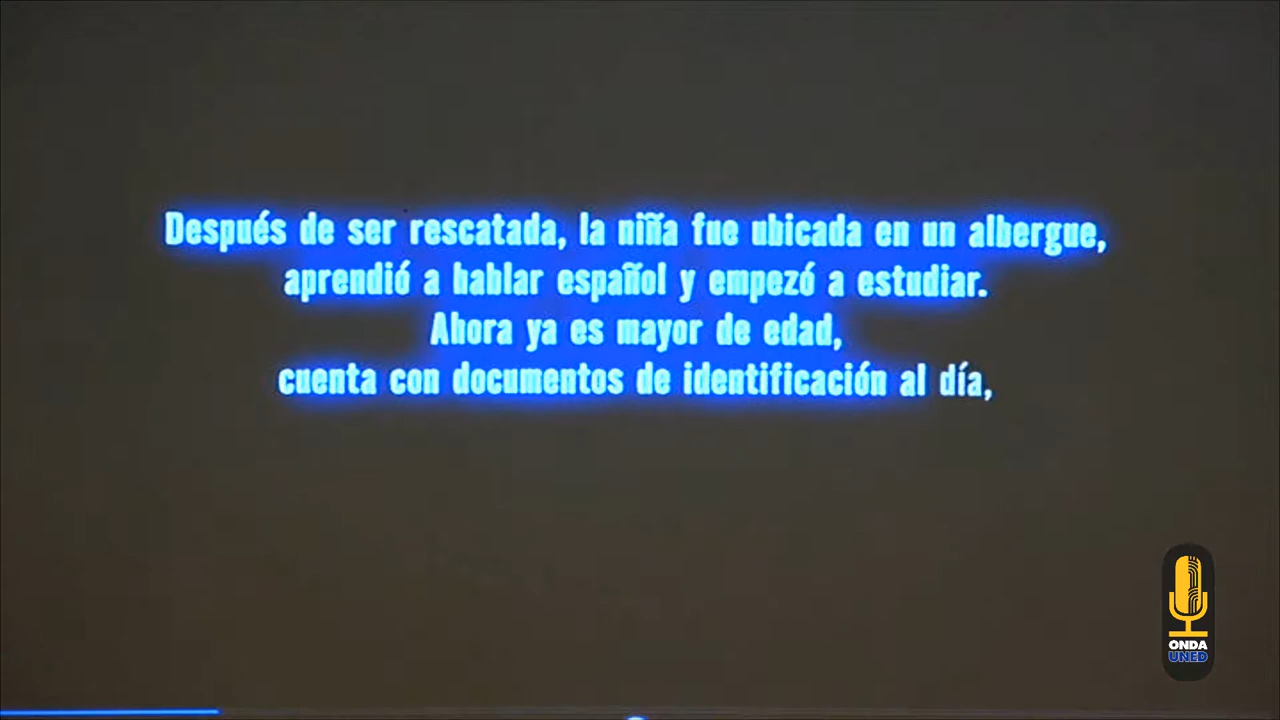 Después de ser rescatada, la niña fue ubicada en un albergue,
aprendió a hablar español y empezó a estudiar.
Ahora ya es mayor de edad,
cuenta con documentos de identificación al día,
ONDA
UNED